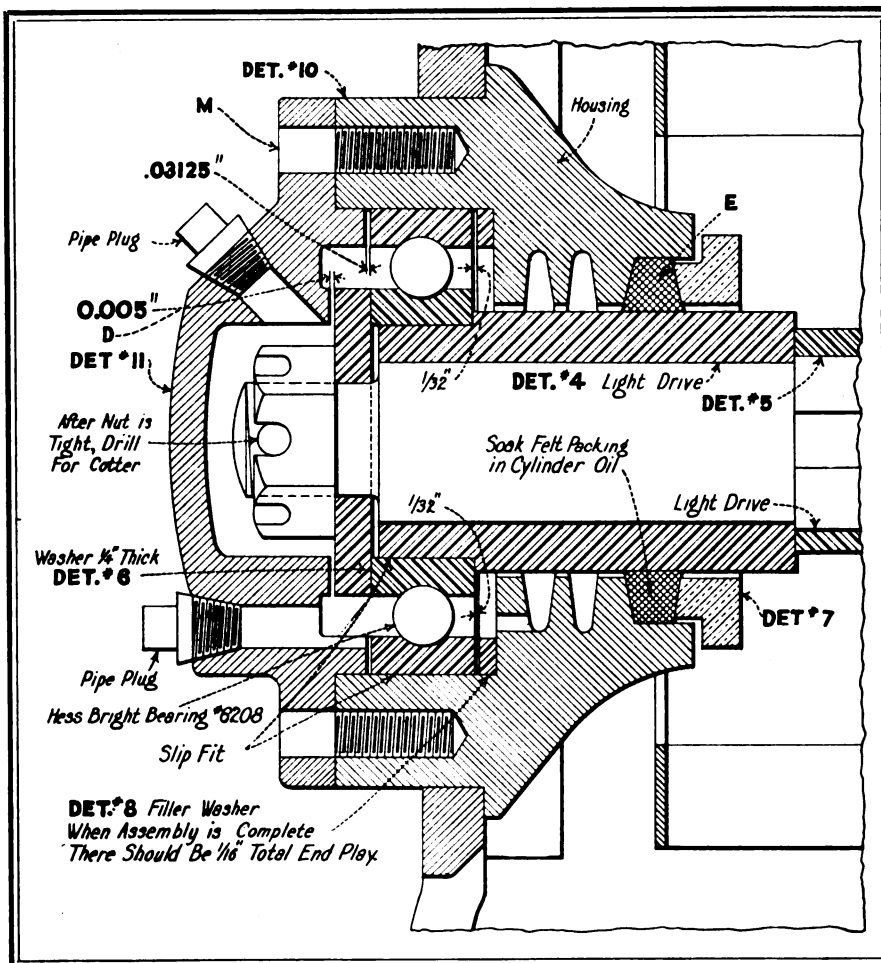 DET. #10
M
Housing
.03125"
E
Pipe Plug
0.005"
D
DET #11
1/32"
DET. #4 Light Drive
DET. #5
After Nut is
Tight, Drill
For Cotter
Soak Felt Packing
in Cylinder Oil
1/32"
Light Drive
Washer 1/4" Thick
DET. #6
DET #7
Pipe Plug
Hess Bright Bearing #6208
Slip Fit
DET. #8 Filler Washer
When Assembly is Complete
There Should Be 1/16" Total End Play.